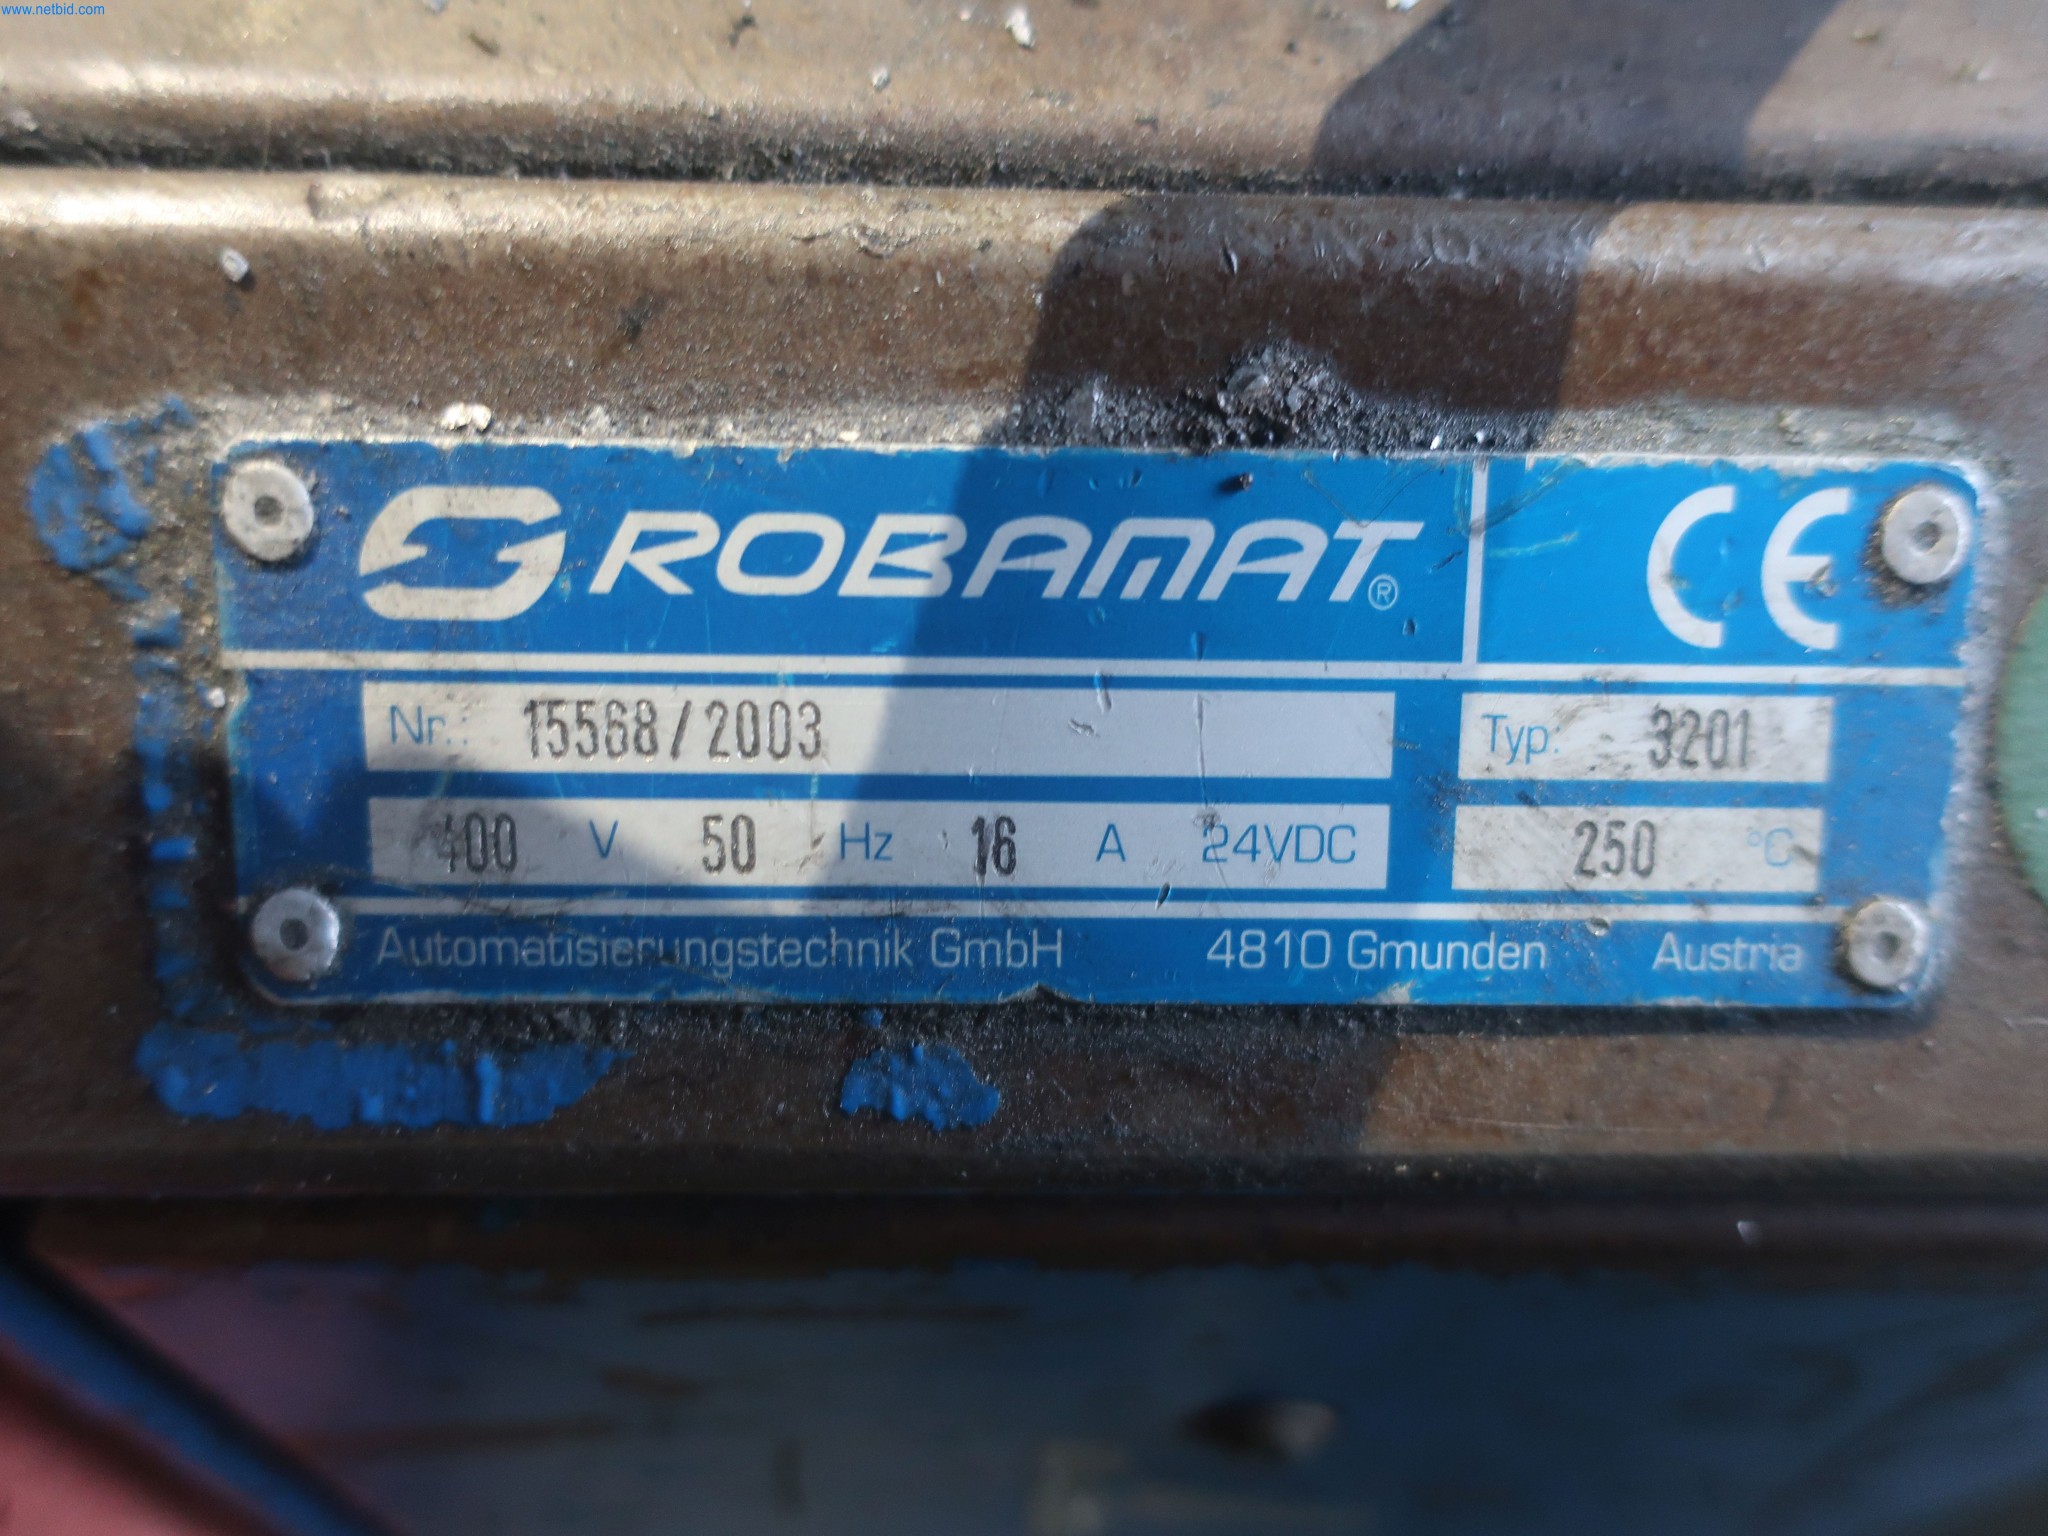 www.netbid.com
ROBAMAT® CE
Nr.: 15568/2003 Typ: 3201
400 V 50 Hz 16 A 24VDC 250 °C
Automatisierungstechnik GmbH 4810 Gmunden Austria